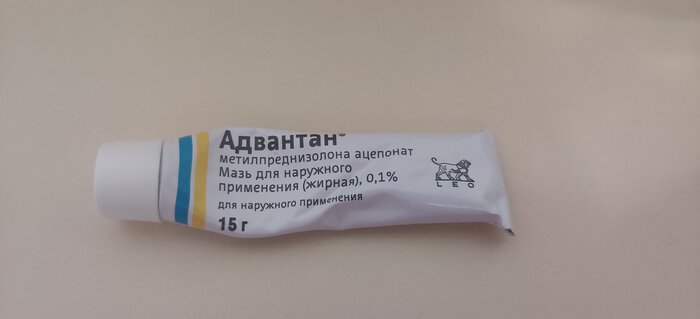 Адвантан®
метилпреднизолона ацепонат
Мазь для наружного
применения (жирная), 0,1%
для наружного применения
15 г
LEO